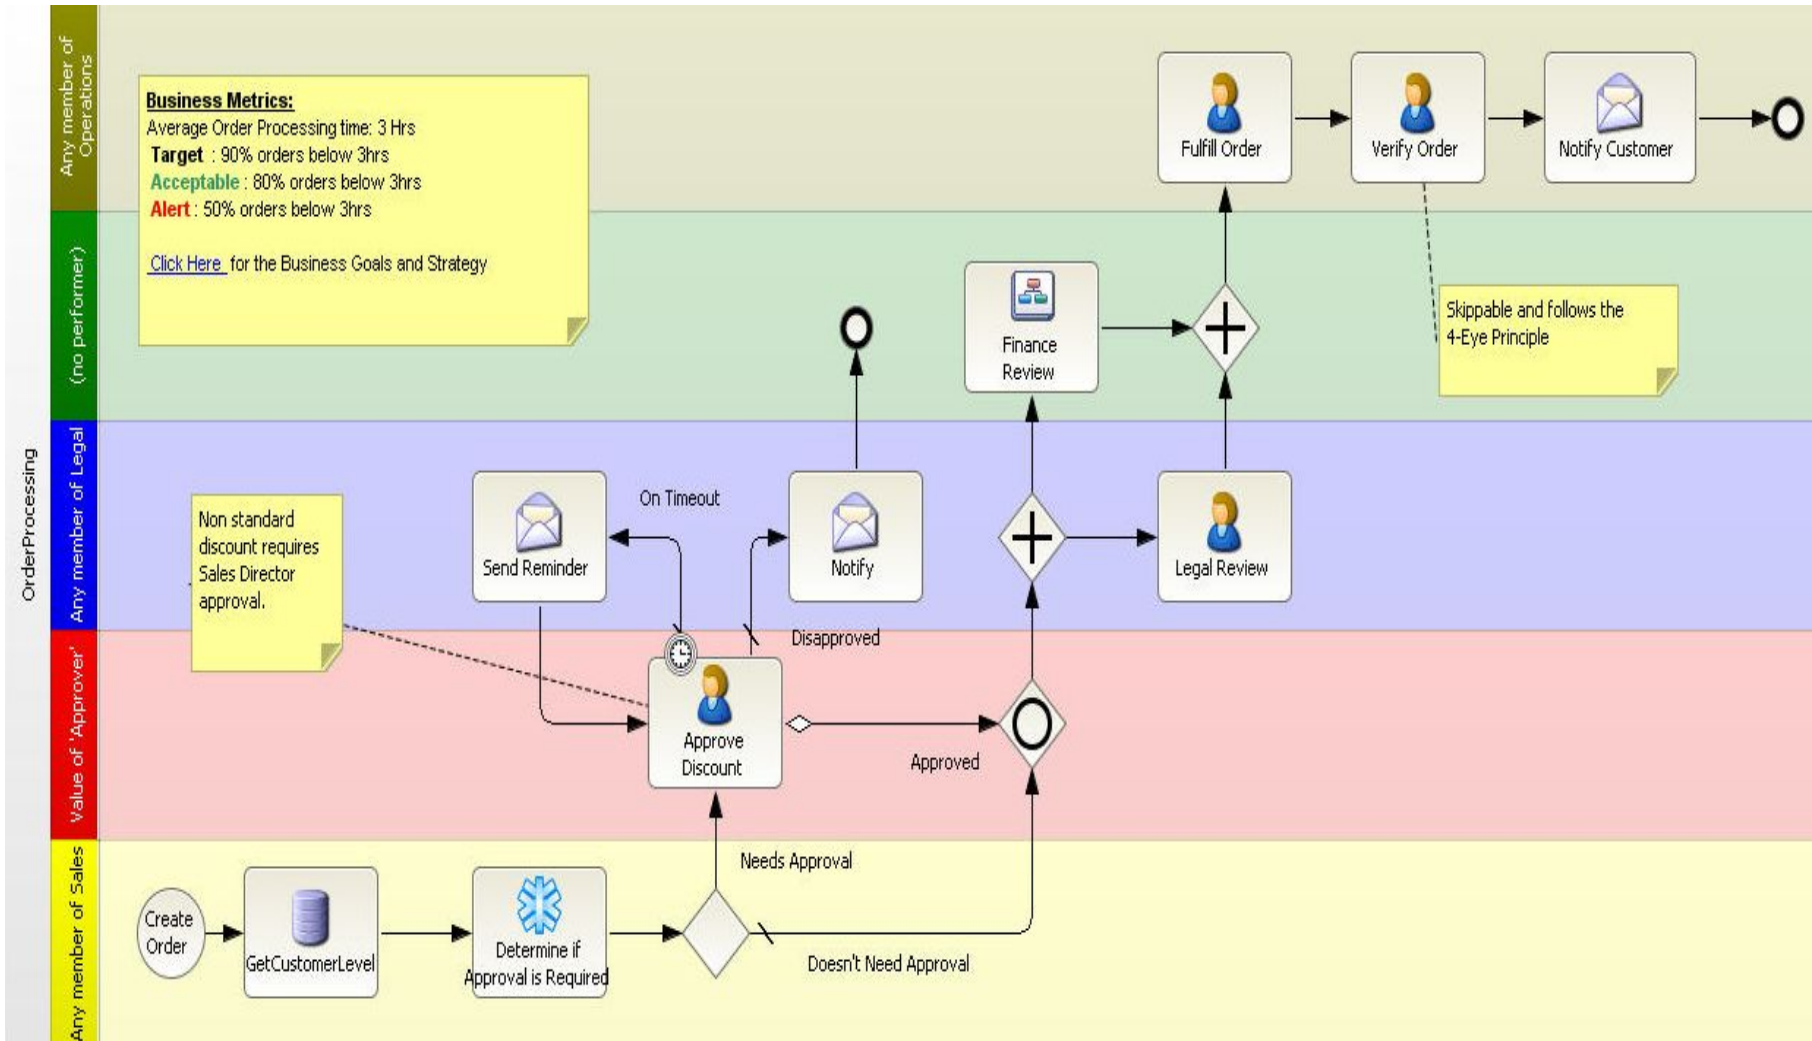 OrderProcessing
Any member of
Operations
(no performer)
Any member of Legal
Value of 'Approver'
Any member of Sales
Business Metrics:
Average Order Processing time: 3 Hrs
Target : 90% orders below 3hrs
Acceptable : 80% orders below 3hrs
Alert : 50% orders below 3hrs
Click Here for the Business Goals and Strategy
Fulfill Order
Verify Order
Notify Customer
Finance
Review
Skippable and follows the
4-Eye Principle
Non standard
discount requires
Sales Director
approval.
Send Reminder
On Timeout
Notify
Legal Review
Disapproved
Approve
Discount
Approved
Needs Approval
Create
Order
GetCustomerLevel
Determine if
Approval is Required
Doesn't Need Approval